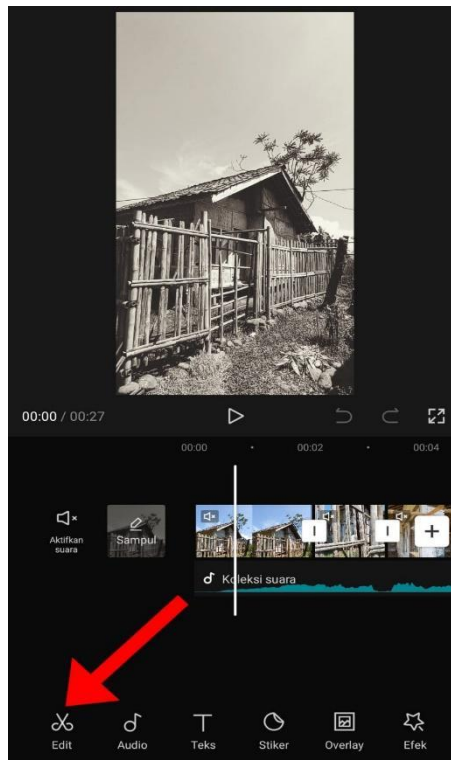 00:00 / 00:27
00:00 00:02 00:04
Aktifkan
suara
Sampul
Koleksi suara
Edit Audio Teks Stiker Overlay Efek